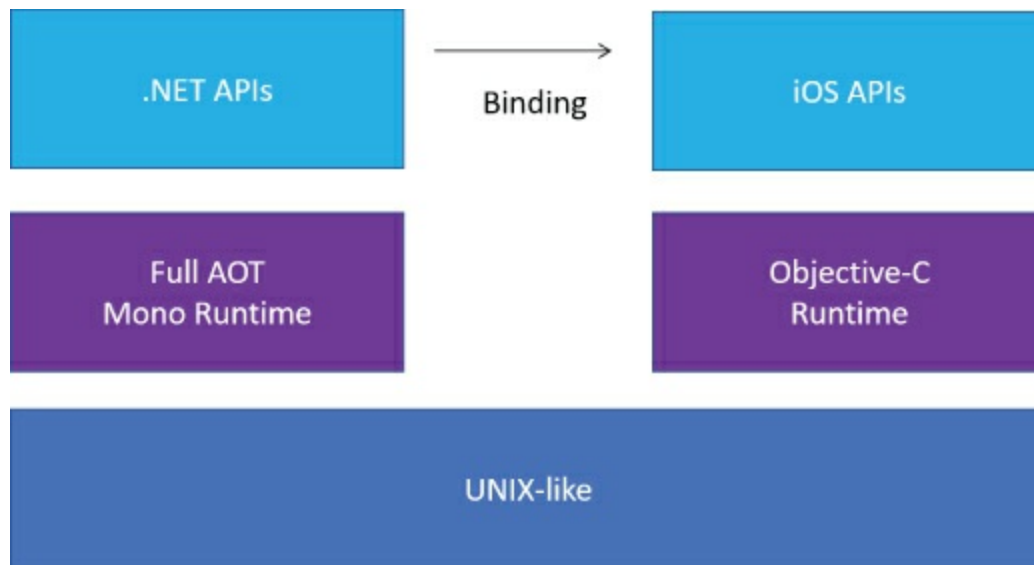 .NET APIs
Binding
iOS APIs
Full AOT
Mono Runtime
Objective-C
Runtime
UNIX-like